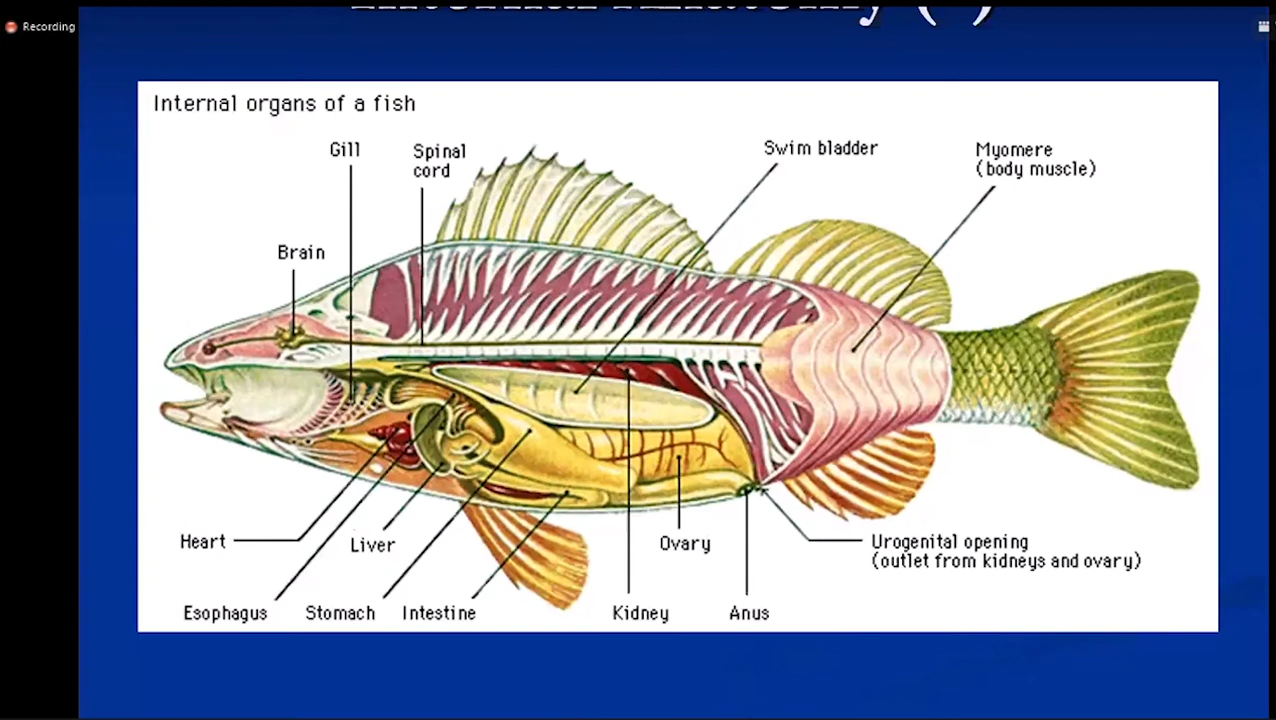 Recording
Internal organs of a fish
Gill
Spinal
cord
Swim bladder
Myomere
(body muscle)
Brain
Heart
Liver
Ovary
Urogenital opening
(outlet from kidneys and ovary)
Esophagus
Stomach
Intestine
Kidney
Anus